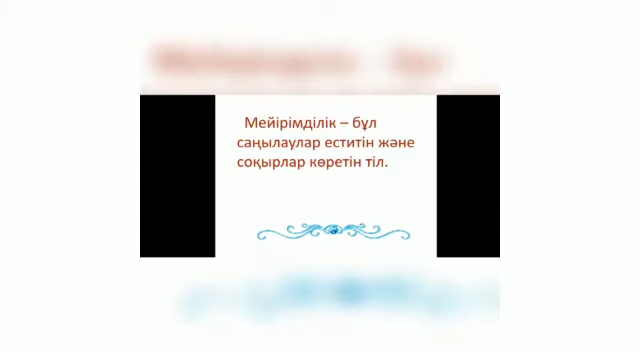 Мейірімділік – бұл
саңылаулар еститін және
соқырлар көретін тіл.